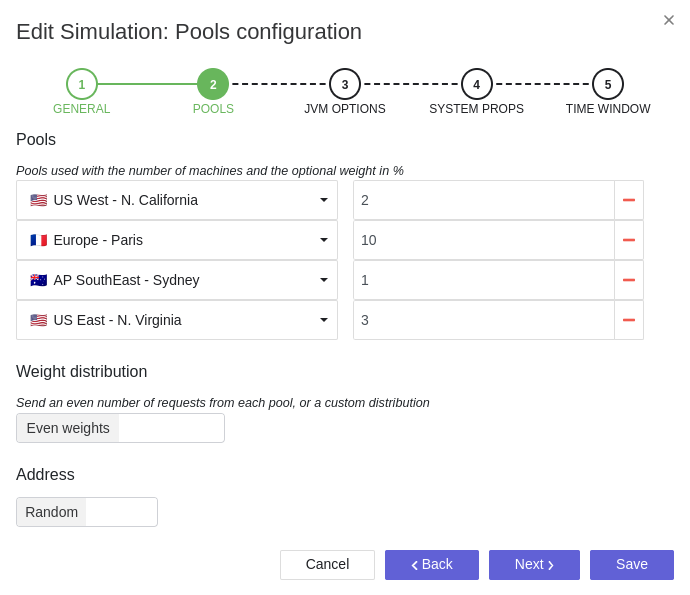 Edit Simulation: Pools configuration
×
1 2 3 4 5
GENERAL POOLS JVM OPTIONS SYSTEM PROPS TIME WINDOW
Pools
Pools used with the number of machines and the optional weight in %
US West - N. California 2
Europe - Paris 10
AP SouthEast - Sydney 1
US East - N. Virginia 3
Weight distribution
Send an even number of requests from each pool, or a custom distribution
Even weights
Address
Random
Cancel Back Next Save